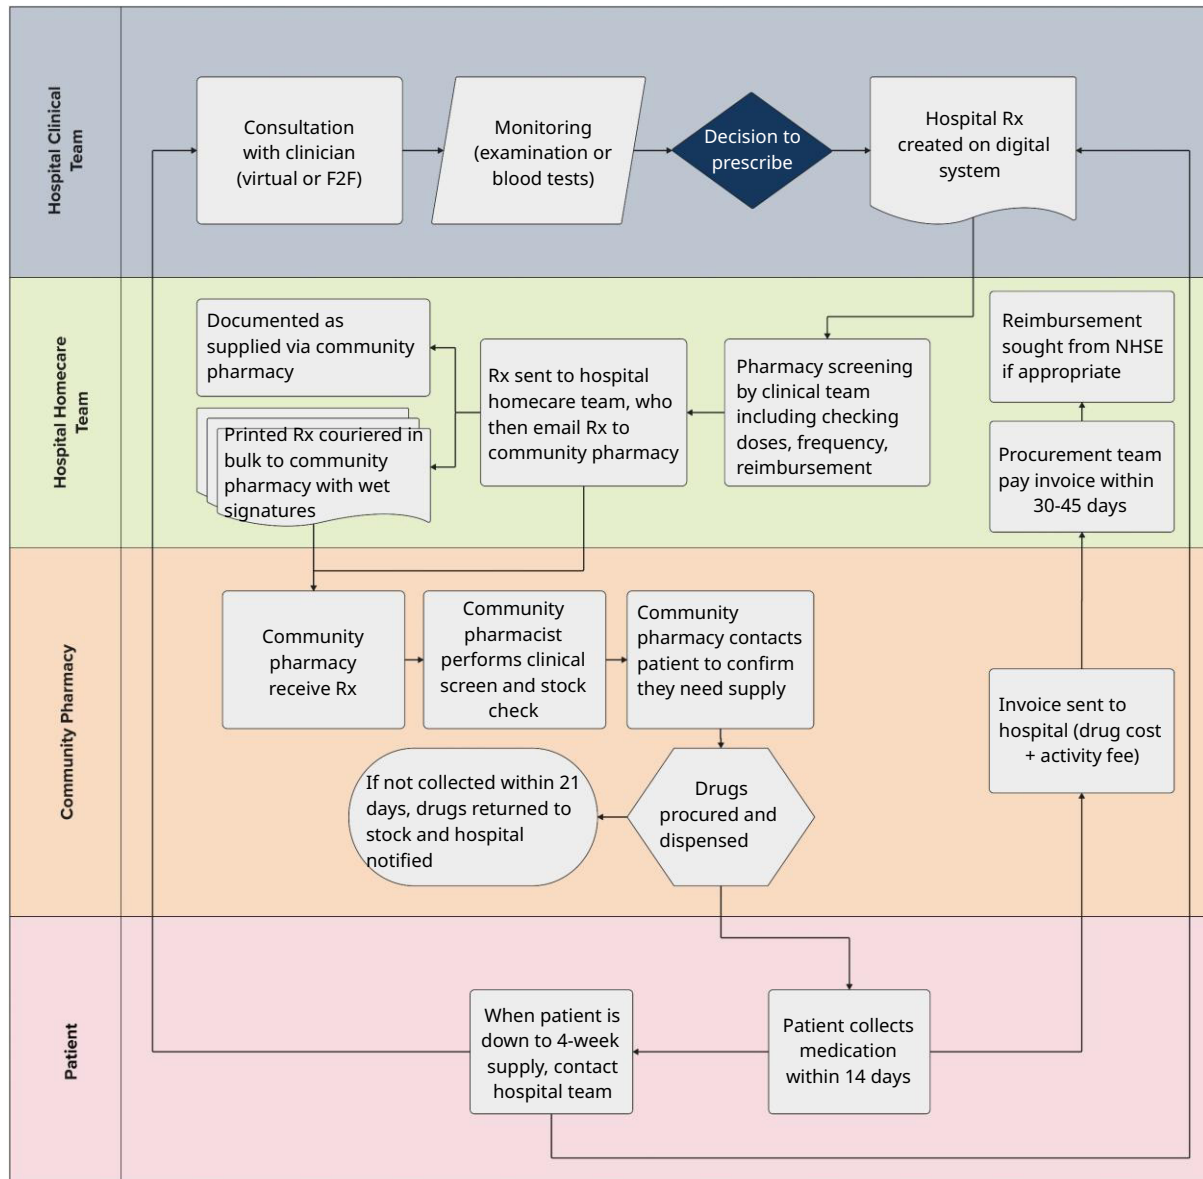 Hospital Clinical
Team
Consultation
with clinician
(virtual or F2F)
Monitoring
(examination or
blood tests)
Decision to
prescribe
Hospital Rx
created on digital
system
Hospital Homecare
Team
Documented as
supplied via community
pharmacy
Printed Rx couriered in
bulk to community
pharmacy with wet
signatures
Rx sent to hospital
homecare team, who
then email Rx to
community pharmacy
Pharmacy screening
by clinical team
including checking
doses, frequency,
reimbursement
Reimbursement
sought from NHSE
if appropriate
Procurement team
pay invoice within
30-45 days
Community Pharmacy
Community
pharmacy
receive Rx
Community
pharmacist
performs clinical
screen and stock
check
Community
pharmacy contacts
patient to confirm
they need supply
If not collected within 21
days, drugs returned to
stock and hospital
notified
Drugs
procured and
dispensed
Invoice sent to
hospital (drug cost
+ activity fee)
Patient
When patient is
down to 4-week
supply, contact
hospital team
Patient collects
medication
within 14 days